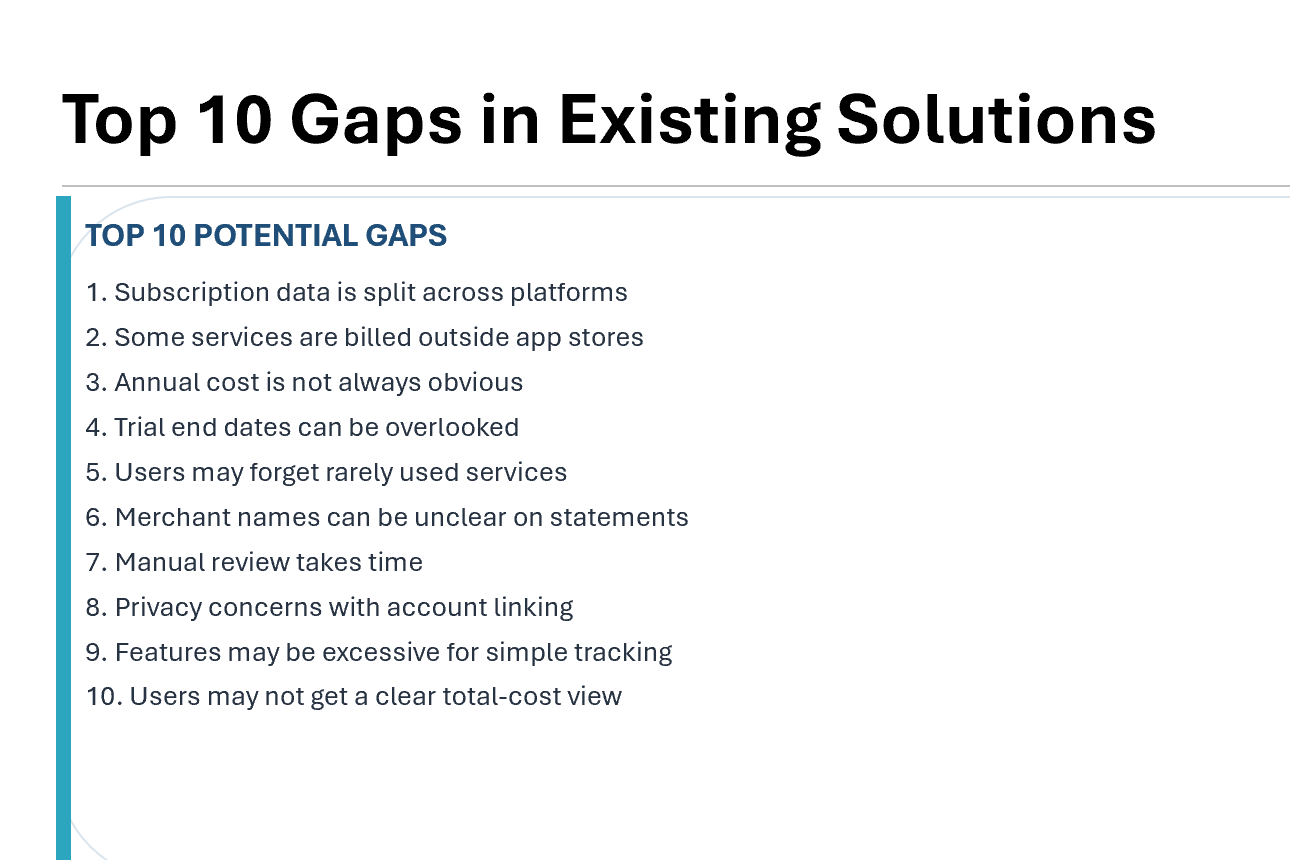 Top 10 Gaps in Existing Solutions
TOP 10 POTENTIAL GAPS
1. Subscription data is split across platforms
2. Some services are billed outside app stores
3. Annual cost is not always obvious
4. Trial end dates can be overlooked
5. Users may forget rarely used services
6. Merchant names can be unclear on statements
7. Manual review takes time
8. Privacy concerns with account linking
9. Features may be excessive for simple tracking
10. Users may not get a clear total-cost view